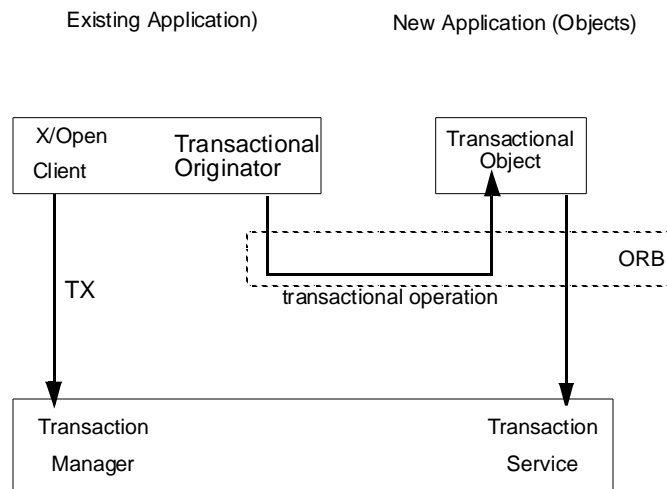 Existing Application)
New Application (Objects)
X/Open
Client
Transactional
Originator
Transactional
Object
ORB
TX
transactional operation
Transaction
Manager
Transaction
Service